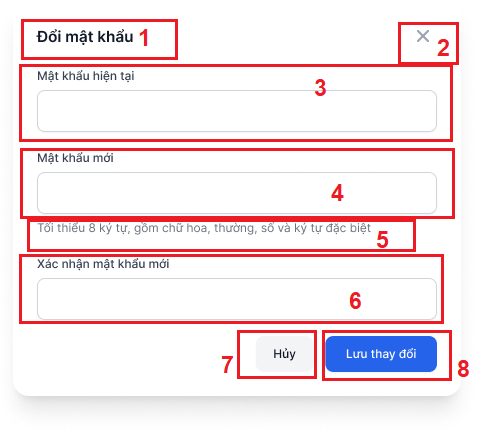 Đổi mật khẩu 1
× 2
Mật khẩu hiện tại
3
Mật khẩu mới
4
Tối thiểu 8 ký tự, gồm chữ hoa, thường, số và ký tự đặc biệt
5
Xác nhận mật khẩu mới
6
7 Hủy Lưu thay đổi 8